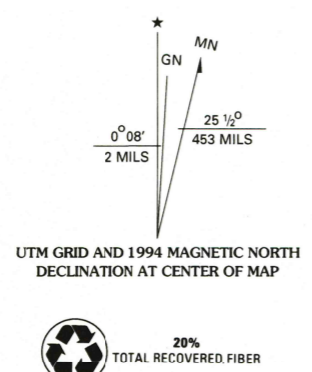 ★
GN
MN
0°08'
2 MILS
25 ½°
453 MILS
UTM GRID AND 1994 MAGNETIC NORTH
DECLINATION AT CENTER OF MAP
20%
TOTAL RECOVERED FIBER